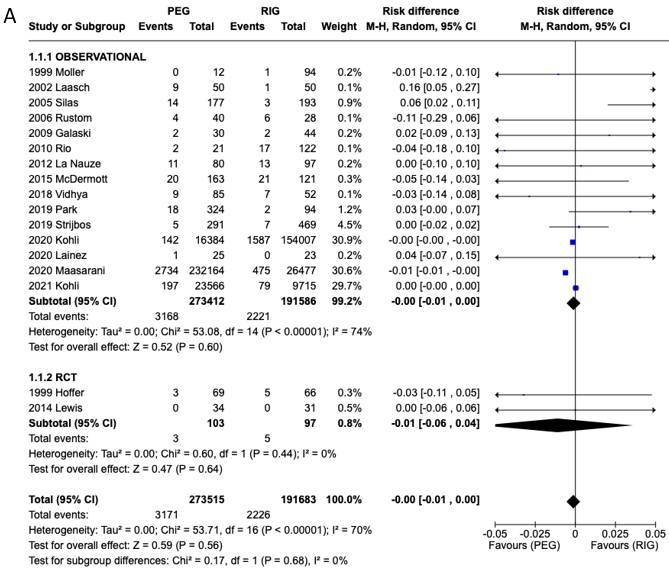 A
PEG RIG Risk difference Risk difference
Study or Subgroup Events Total Events Total Weight M-H, Random, 95% CI M-H, Random, 95% CI
1.1.1 OBSERVATIONAL
1999 Moller 0 12 1 94 0.2% -0.01 [-0.12, 0.10]
2002 Laasch 9 50 1 50 0.2% 0.16 [0.05, 0.27]
2005 Silas 14 177 3 193 0.6% 0.06 [0.02, 0.11]
2006 Rustom 4 40 6 28 0.0% -0.11 [-0.29, 0.06]
2009 Galaski 2 30 2 44 0.2% 0.02 [-0.09, 0.13]
2010 Rio 2 21 17 122 0.1% -0.04 [-0.18, 0.10]
2012 La Nauze 11 80 13 97 0.2% 0.00 [-0.10, 0.10]
2015 McDermott 20 163 21 121 0.3% -0.05 [-0.14, 0.03]
2018 Vidhya 9 85 7 52 0.2% -0.03 [-0.14, 0.08]
2019 Park 18 324 2 94 1.2% 0.03 [-0.00, 0.07]
2019 Strijbos 5 291 7 469 4.5% 0.00 [-0.02, 0.02]
2020 Kohli 142 16384 1587 154007 30.9% -0.00 [-0.00, -0.00]
2020 Lainez 1 25 0 23 0.2% 0.04 [-0.07, 0.15]
2020 Maasarani 2734 232164 475 26477 30.6% -0.01 [-0.01, -0.00]
2021 Kohli 197 23566 79 9715 30.0% 0.00 [-0.00, 0.00]
Subtotal (95% CI) 273412 191586 99.2% -0.00 [-0.01, 0.00]
Total events: 3168 2221
Heterogeneity: Tau² = 0.00; Chi² = 53.08, df = 14 (P < 0.00001); I² = 74%
Test for overall effect: Z = 0.52 (P = 0.60)
1.1.2 RCT
1999 Hoffer 3 69 5 66 0.3% -0.03 [-0.11, 0.05]
2014 Lewis 0 34 0 31 0.5% 0.00 [-0.06, 0.06]
Subtotal (95% CI) 103 97 0.8% -0.01 [-0.06, 0.04]
Total events: 3 5
Heterogeneity: Tau² = 0.00; Chi² = 0.60, df = 1 (P = 0.44); I² = 0%
Test for overall effect: Z = 0.47 (P = 0.64)
Total (95% CI) 273515 191683 100.0% -0.00 [-0.01, 0.00]
Total events: 3171 2226
Heterogeneity: Tau² = 0.00; Chi² = 53.71, df = 16 (P < 0.00001); I² = 70%
Test for overall effect: Z = 0.59 (P = 0.56)
Test for subgroup differences: Chi² = 0.17, df = 1 (P = 0.68), I² = 0%
-0.05 -0.025 0 0.025 0.05
Favours (PEG) Favours (RIG)